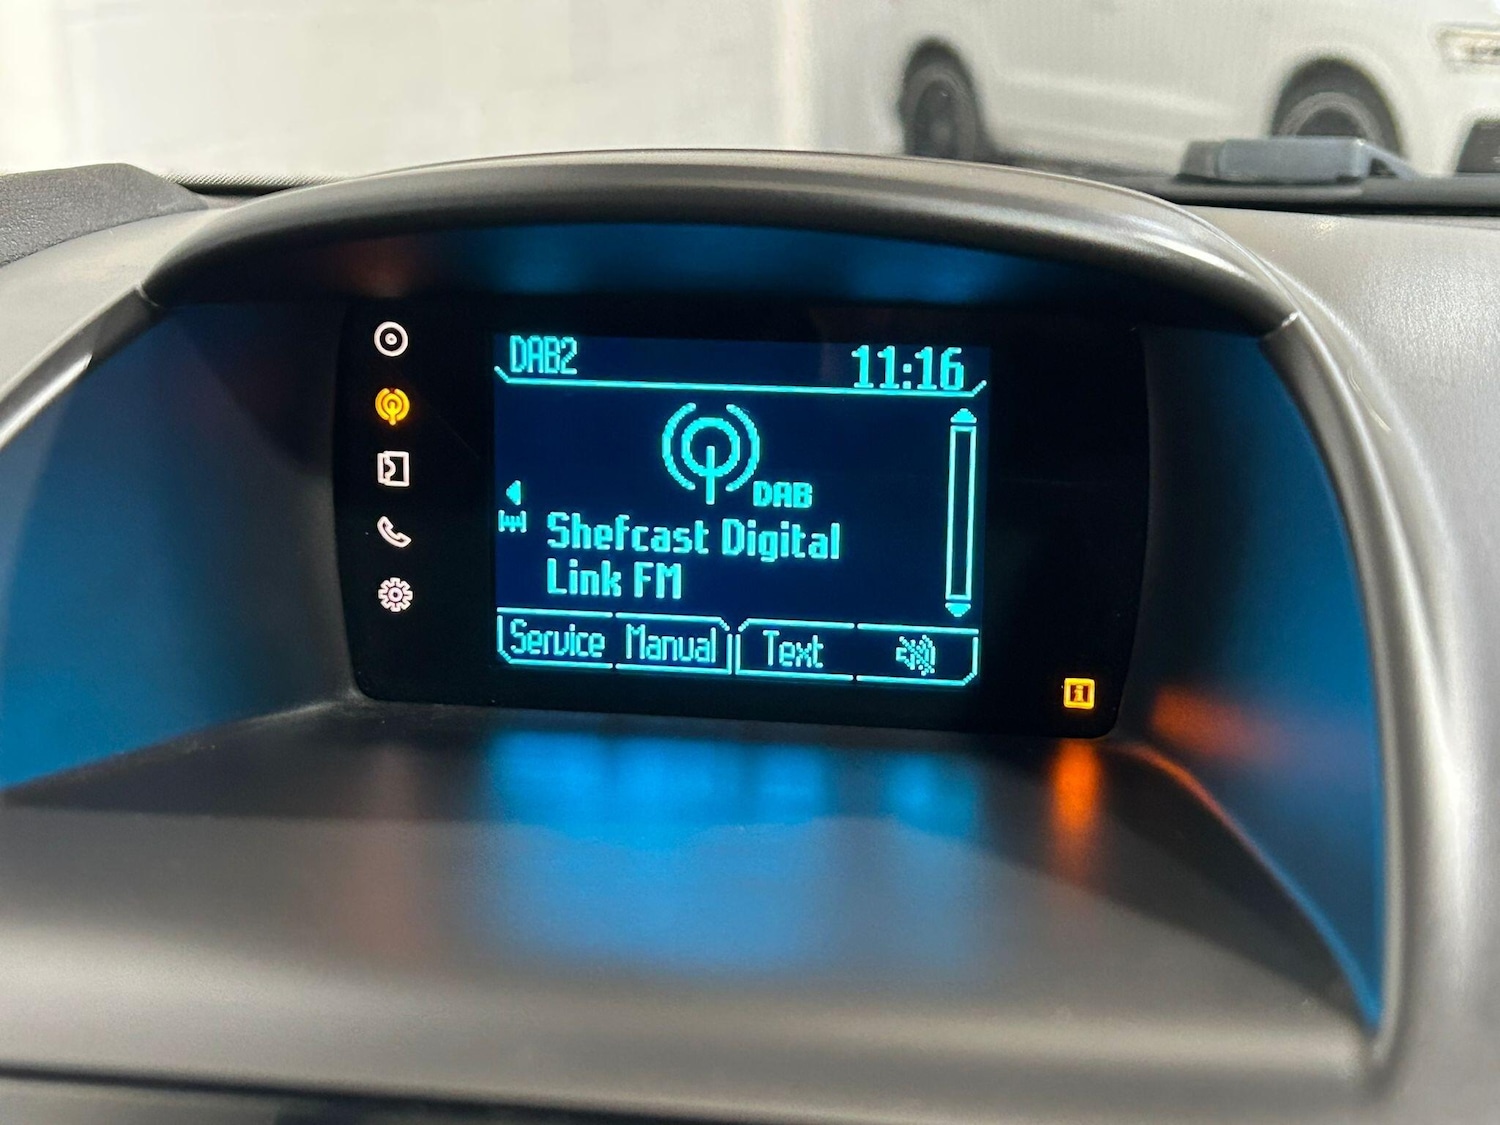 DAB2 11:16
DAB
Shefcast Digital
Link FM
Service Manual Text
i